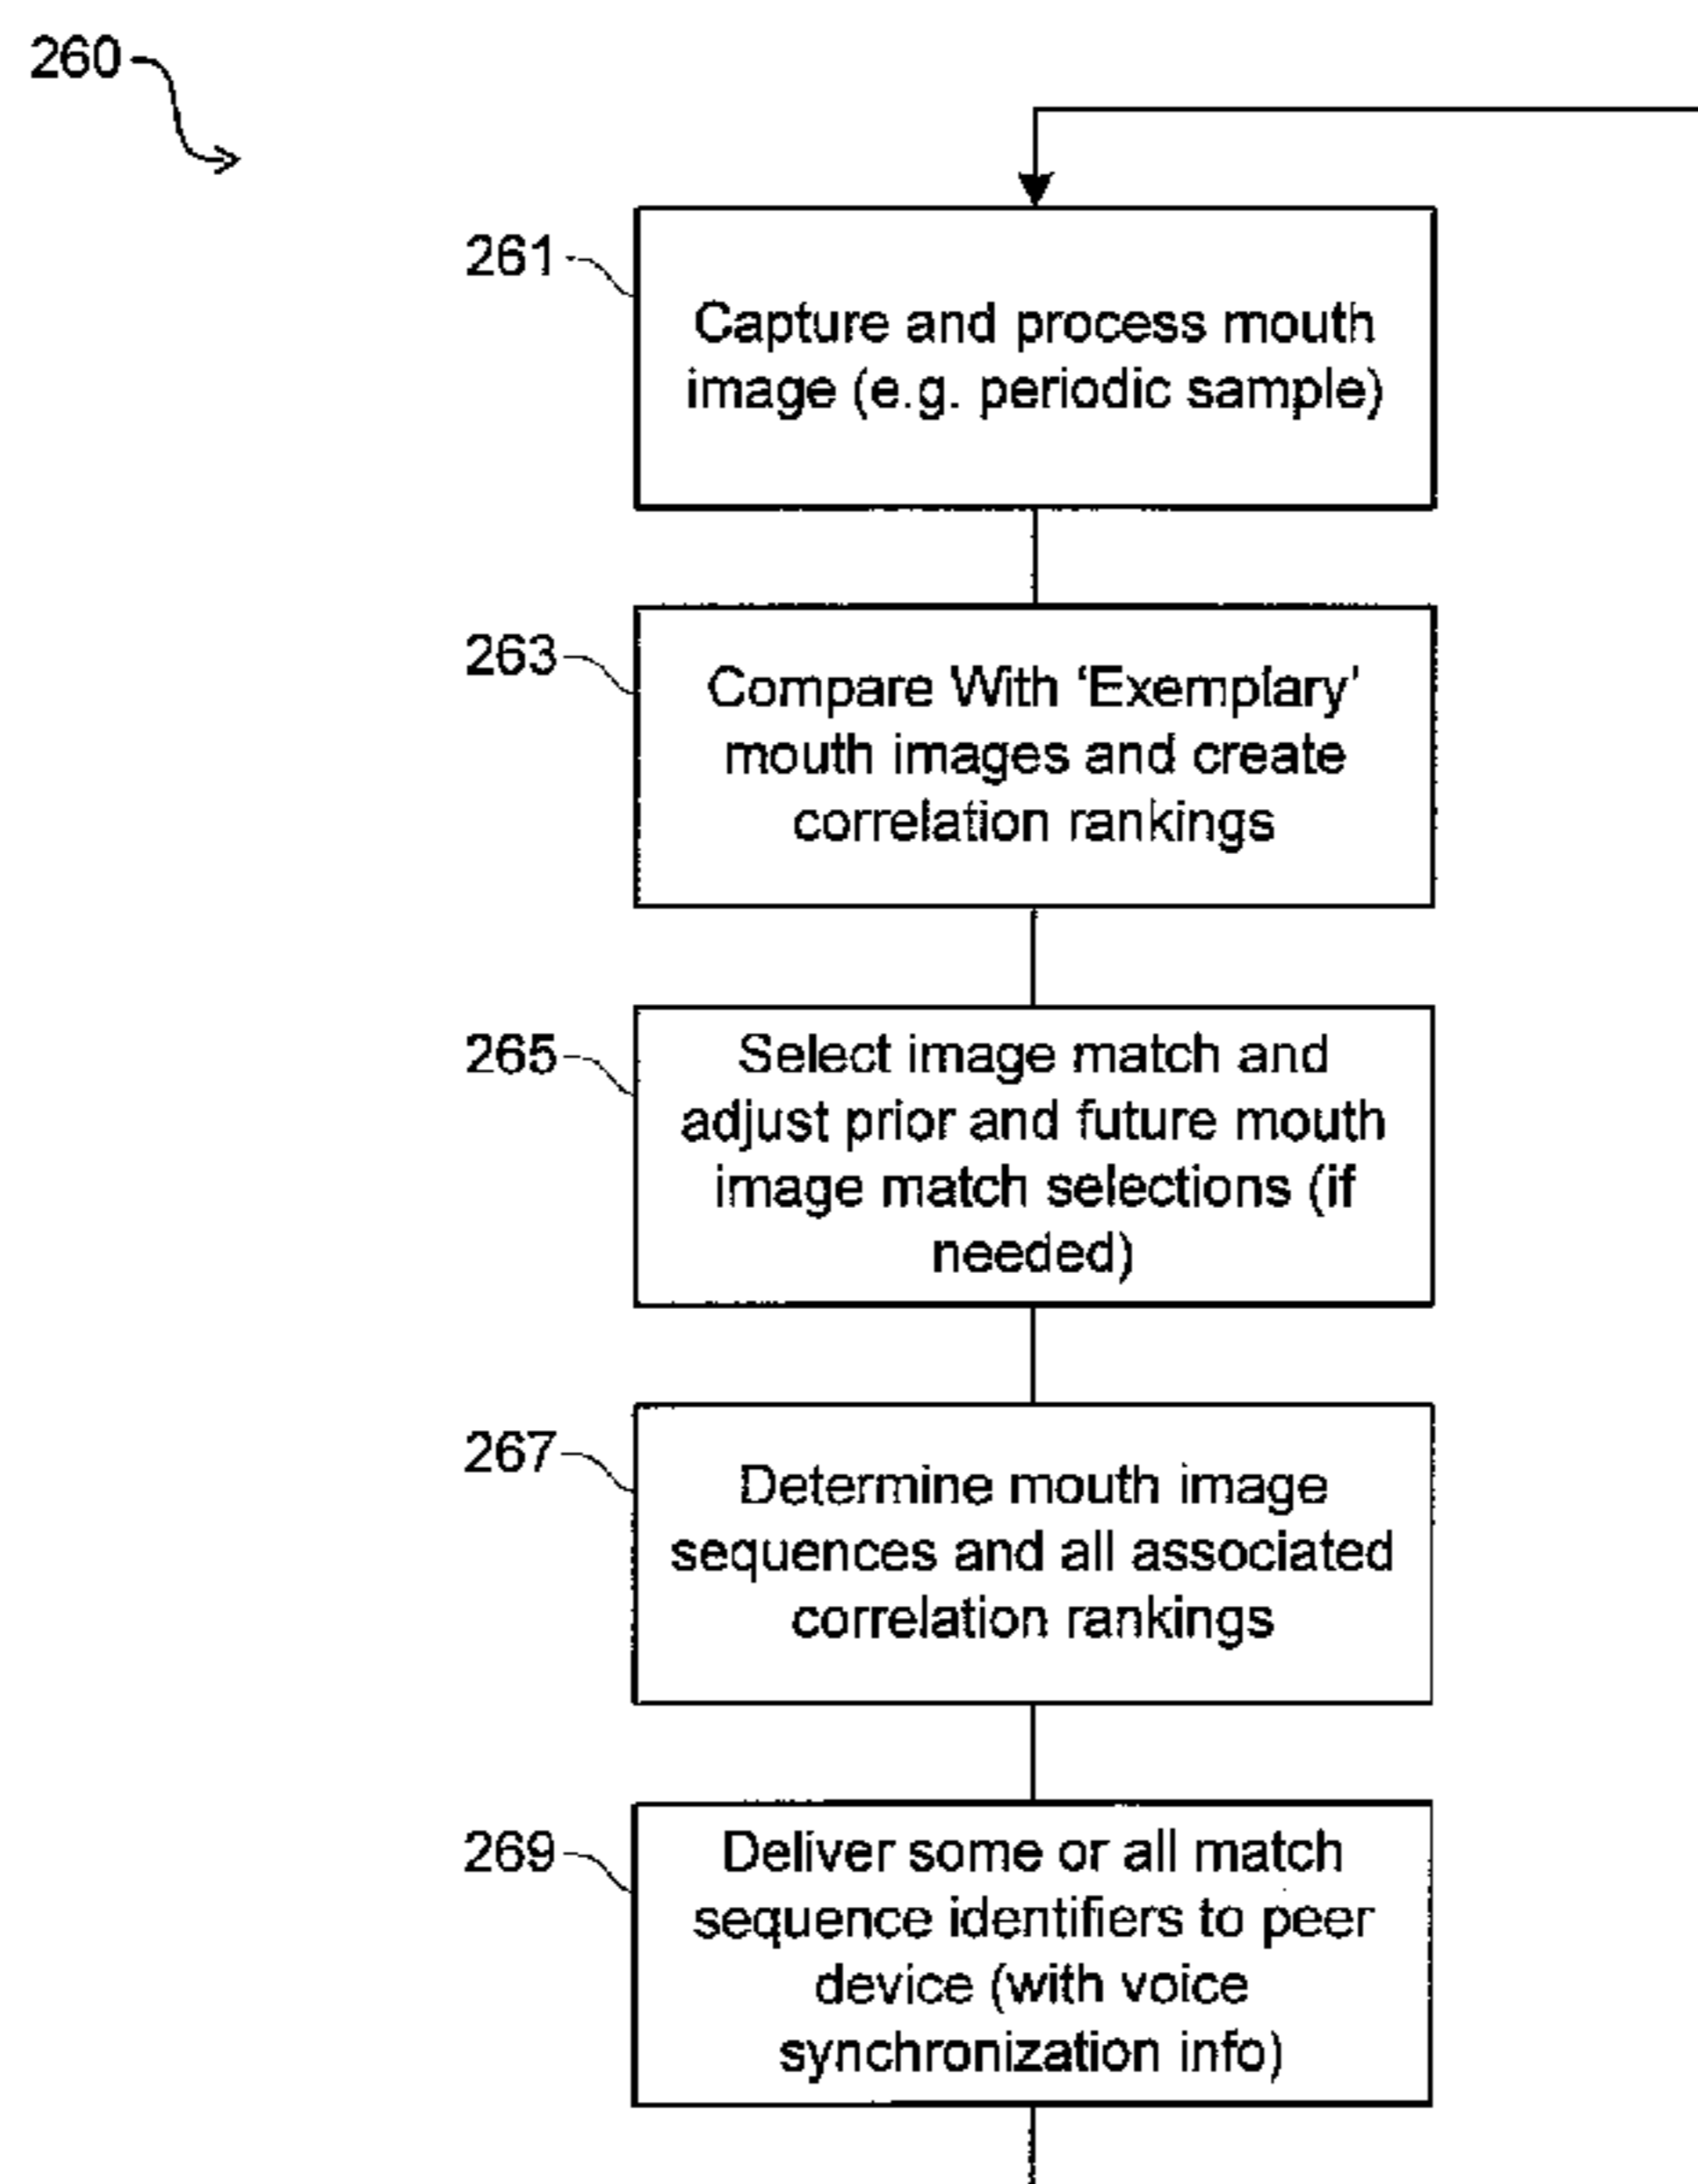 260
261
Capture and process mouth
image (e.g. periodic sample)
263
Compare With ‘Exemplary’
mouth images and create
correlation rankings
265
Select image match and
adjust prior and future mouth
image match selections (if
needed)
267
Determine mouth image
sequences and all associated
correlation rankings
269
Deliver some or all match
sequence identifiers to peer
device (with voice
synchronization info)